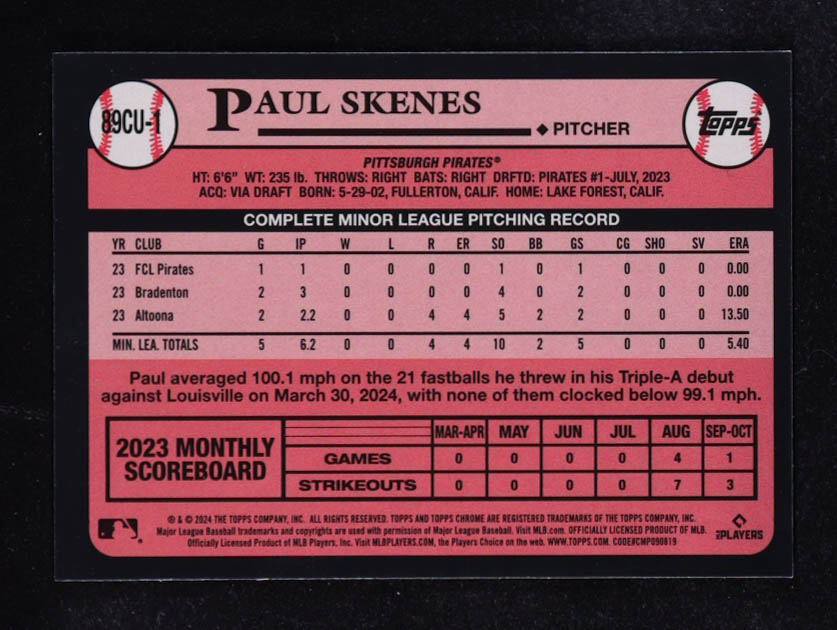 89CU-1
PAUL SKENES
◆ PITCHER
Topps
PITTSBURGH PIRATES®
HT: 6'6" WT: 235 lb. THROWS: RIGHT BATS: RIGHT DRFTD: PIRATES #1-JULY, 2023
ACQ: VIA DRAFT BORN: 5-29-02, FULLERTON, CALIF. HOME: LAKE FOREST, CALIF.
COMPLETE MINOR LEAGUE PITCHING RECORD
YR CLUB G IP W L R ER SO BB GS CG SHO SV ERA
23 FCL Pirates 1 1 0 0 0 0 1 0 1 0 0 0 0.00
23 Bradenton 2 3 0 0 0 0 4 0 2 0 0 0 0.00
23 Altoona 2 2.2 0 0 4 4 5 2 2 0 0 0 13.50
MIN. LEA. TOTALS 5 6.2 0 0 4 4 10 2 5 0 0 0 5.40
Paul averaged 100.1 mph on the 21 fastballs he threw in his Triple-A debut
against Louisville on March 30, 2024, with none of them clocked below 99.1 mph.
2023 MONTHLY
SCOREBOARD
MAR-APR MAY JUN JUL AUG SEP-OCT
GAMES 0 0 0 0 4 1
STRIKEOUTS 0 0 0 0 7 3
® & © 2024 THE TOPPS COMPANY, INC. ALL RIGHTS RESERVED. TOPPS AND TOPPS CHROME ARE REGISTERED TRADEMARKS OF THE TOPPS COMPANY, INC.
Major League Baseball trademarks and copyrights are used with permission of Major League Baseball. Visit MLB.com. OFFICIALLY LICENSED PRODUCT OF MLB.
Officially Licensed Product of MLB Players, Inc. Visit MLBPLAYERS.COM, the Players Choice on the web. WWW.TOPPS.COM. CODE#CMP090819
MLB PLAYERS